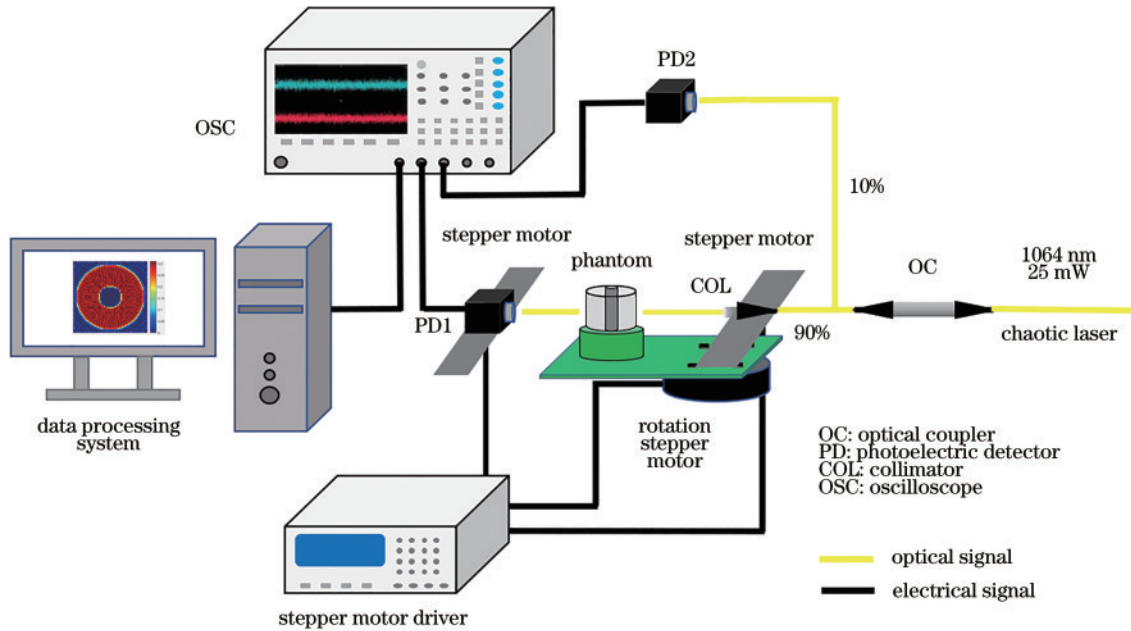 PD2
OSC
10%
stepper motor
stepper motor
1064 nm
25 mW
phantom
OC
COL
PD1
90%
chaotic laser
data processing
system
rotation
stepper
motor
OC: optical coupler
PD: photoelectric detector
COL: collimator
OSC: oscilloscope
optical signal
electrical signal
stepper motor driver